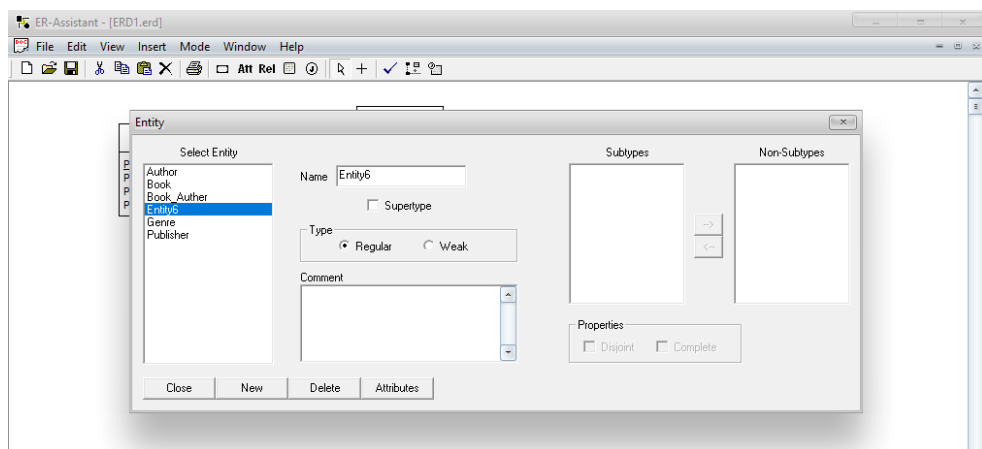 ER-Assistant - [ERD1.erd]
File Edit View Insert Mode Window Help
Att Rel
Entity
Select Entity
Author
Book
Book_Auther
Entity6
Genre
Publisher
Name Entity6
Supertype
Type
Regular Weak
Comment
Subtypes Non-Subtypes
-->
<--
Properties
Disjoint Complete
Close New Delete Attributes
P
P
P
P